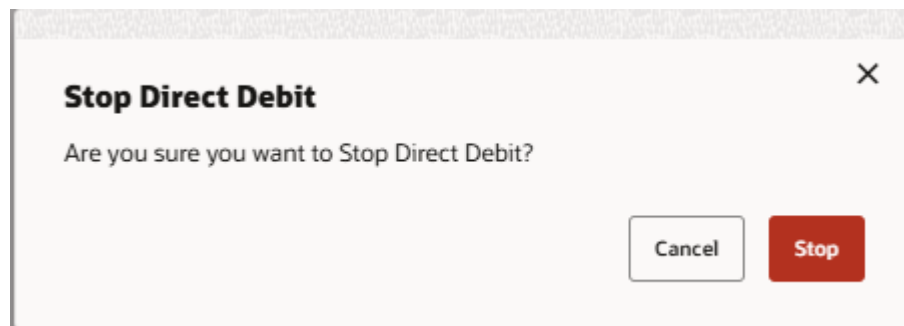 Stop Direct Debit
Are you sure you want to Stop Direct Debit?
Cancel Stop